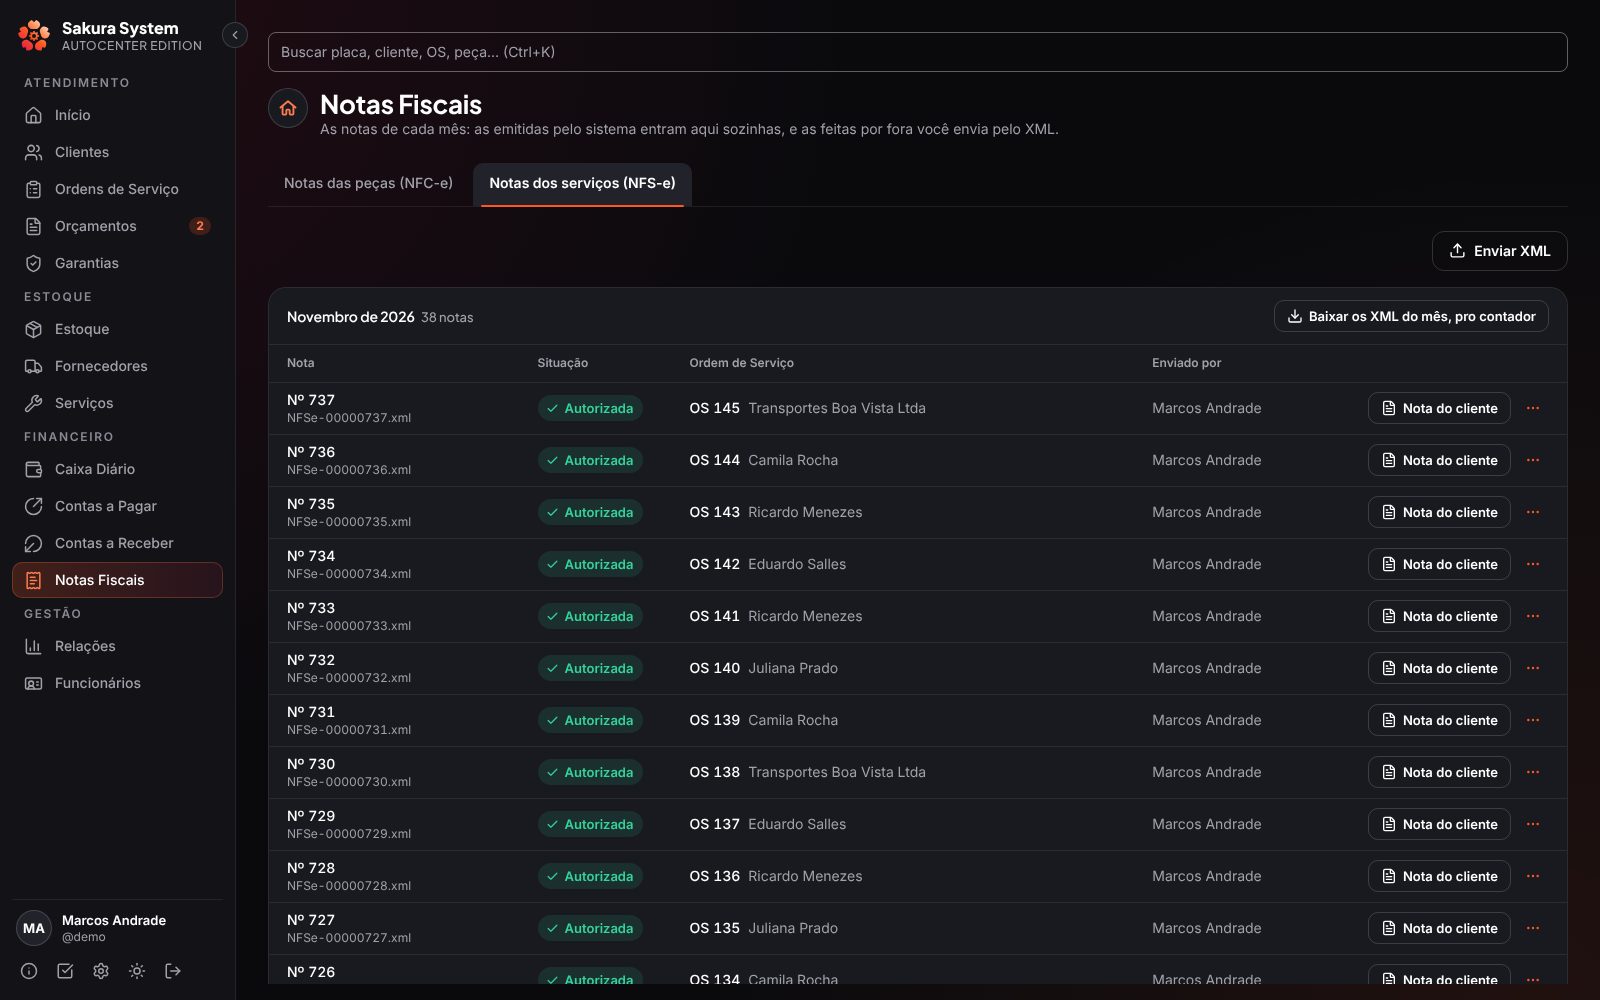 Sakura System
AUTOCENTER EDITION
ATENDIMENTO
Início
Clientes
Ordens de Serviço
Orçamentos 2
Garantias
ESTOQUE
Estoque
Fornecedores
Serviços
FINANCEIRO
Caixa Diário
Contas a Pagar
Contas a Receber
Notas Fiscais
GESTÃO
Relações
Funcionários
MA
Marcos Andrade
@demo
Buscar placa, cliente, OS, peça... (Ctrl+K)
Notas Fiscais
As notas de cada mês: as emitidas pelo sistema entram aqui sozinhas, e as feitas por fora você envia pelo XML.
Notas das peças (NFC-e) Notas dos serviços (NFS-e)
Enviar XML
Novembro de 2026 38 notas Baixar os XML do mês, pro contador
Nota Situação Ordem de Serviço Enviado por
Nº 737
NFSe-00000737.xml
Autorizada OS 145 Transportes Boa Vista Ltda Marcos Andrade Nota do cliente
Nº 736
NFSe-00000736.xml
Autorizada OS 144 Camila Rocha Marcos Andrade Nota do cliente
Nº 735
NFSe-00000735.xml
Autorizada OS 143 Ricardo Menezes Marcos Andrade Nota do cliente
Nº 734
NFSe-00000734.xml
Autorizada OS 142 Eduardo Salles Marcos Andrade Nota do cliente
Nº 733
NFSe-00000733.xml
Autorizada OS 141 Ricardo Menezes Marcos Andrade Nota do cliente
Nº 732
NFSe-00000732.xml
Autorizada OS 140 Juliana Prado Marcos Andrade Nota do cliente
Nº 731
NFSe-00000731.xml
Autorizada OS 139 Camila Rocha Marcos Andrade Nota do cliente
Nº 730
NFSe-00000730.xml
Autorizada OS 138 Transportes Boa Vista Ltda Marcos Andrade Nota do cliente
Nº 729
NFSe-00000729.xml
Autorizada OS 137 Eduardo Salles Marcos Andrade Nota do cliente
Nº 728
NFSe-00000728.xml
Autorizada OS 136 Ricardo Menezes Marcos Andrade Nota do cliente
Nº 727
NFSe-00000727.xml
Autorizada OS 135 Juliana Prado Marcos Andrade Nota do cliente
Nº 726
Autorizada OS 134 Camila Rocha Marcos Andrade Nota do cliente